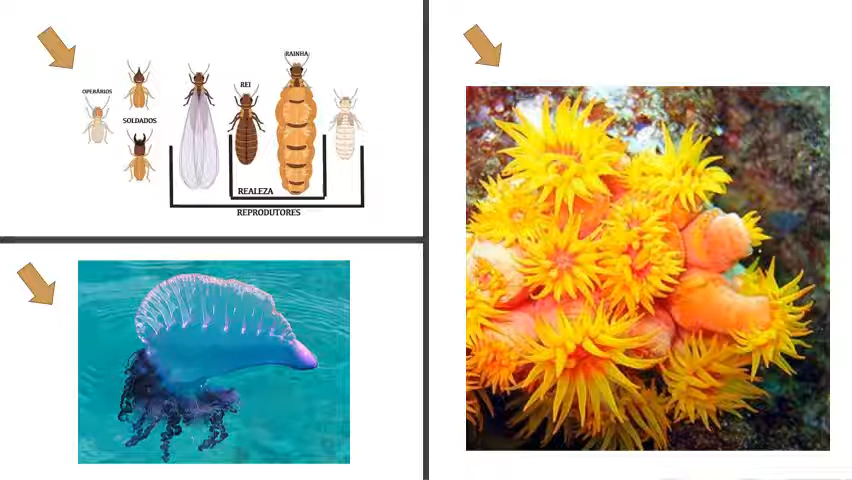 RAINHA
REI
OPERÁRIOS
SOLDADOS
REALEZA
REPRODUTORES